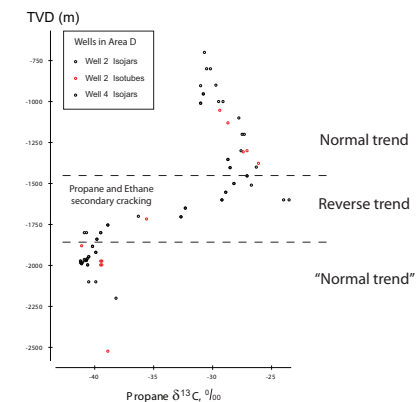 TVD (m)
Wells in Area D
Well 2 Isojars
Well 2 Isotubes
Well 4 Isojars
-750
-1000
-1250
-1500
-1750
-2000
-2250
-2500
Normal trend
Propane and Ethane
secondary cracking
Reverse trend
“Normal trend”
-40
-35
-30
-25
Propane δ¹³C, ⁰/₀₀